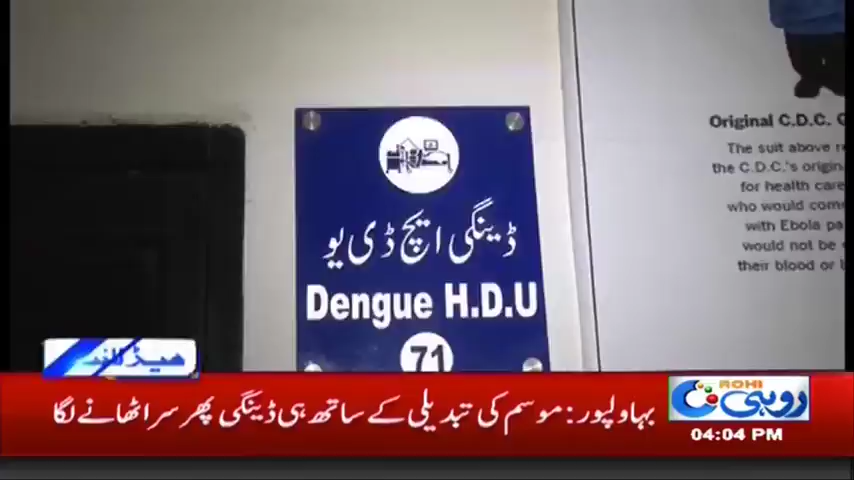 ڈینگی ایچ ڈی یو
Dengue H.D.U
71
Original C.D.C.
The suit above
the C.D.C.'s
for health care
who would
with Ebola
would not be
their blood or
ہیڈلائنز
بہاولپور: موسم کی تبدیلی کے ساتھ ہی ڈینگی پھر سر اٹھانے لگا
ROHI
روہی
04:04 PM